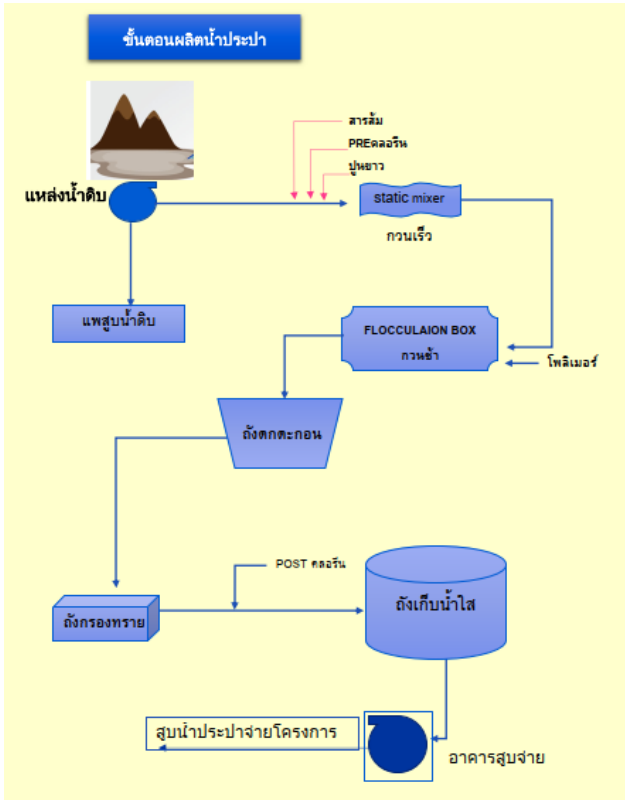 ขั้นตอนผลิตน้ำประปา
สารส้ม
PREคลอรีน
ปูนขาว
แหล่งน้ำดิบ
static mixer
กวนเร็ว
แพสูบน้ำดิบ
FLOCCULAION BOX
กวนช้า
โพลิเมอร์
ถังตกตะกอน
POST คลอรีน
ถังเก็บน้ำใส
ถังกรองทราย
สูบน้ำประปาจ่ายโครงการ
อาคารสูบจ่าย